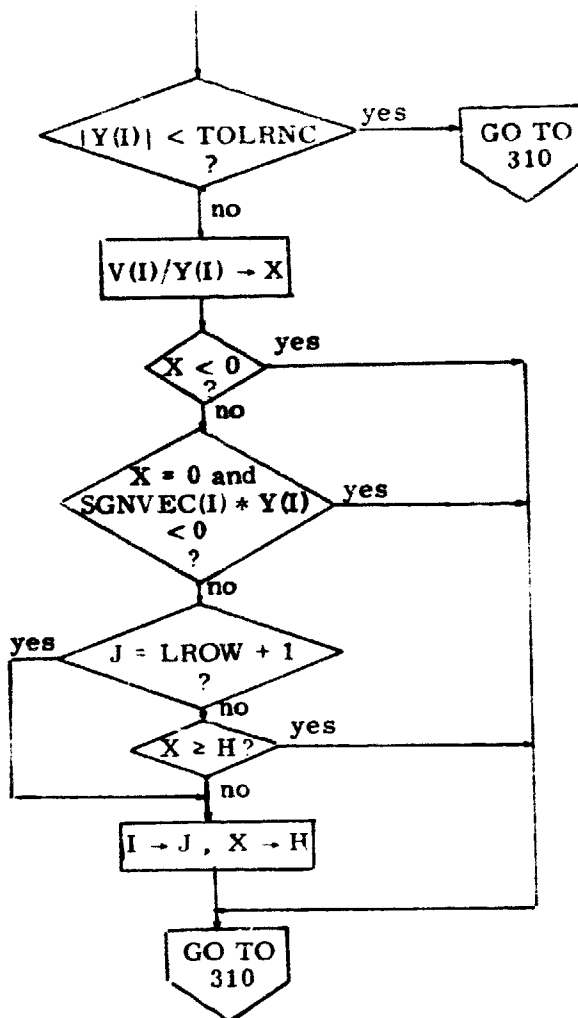 |Y(I)| < TOLRNC
?
yes
GO TO
310
no
V(I)/Y(I) → X
X < 0
?
yes
no
X = 0 and
SGNVEC(I) * Y(I)
< 0
?
yes
no
yes
J = LROW + 1
?
no
X ≥ H ?
yes
no
I → J , X → H
GO TO
310